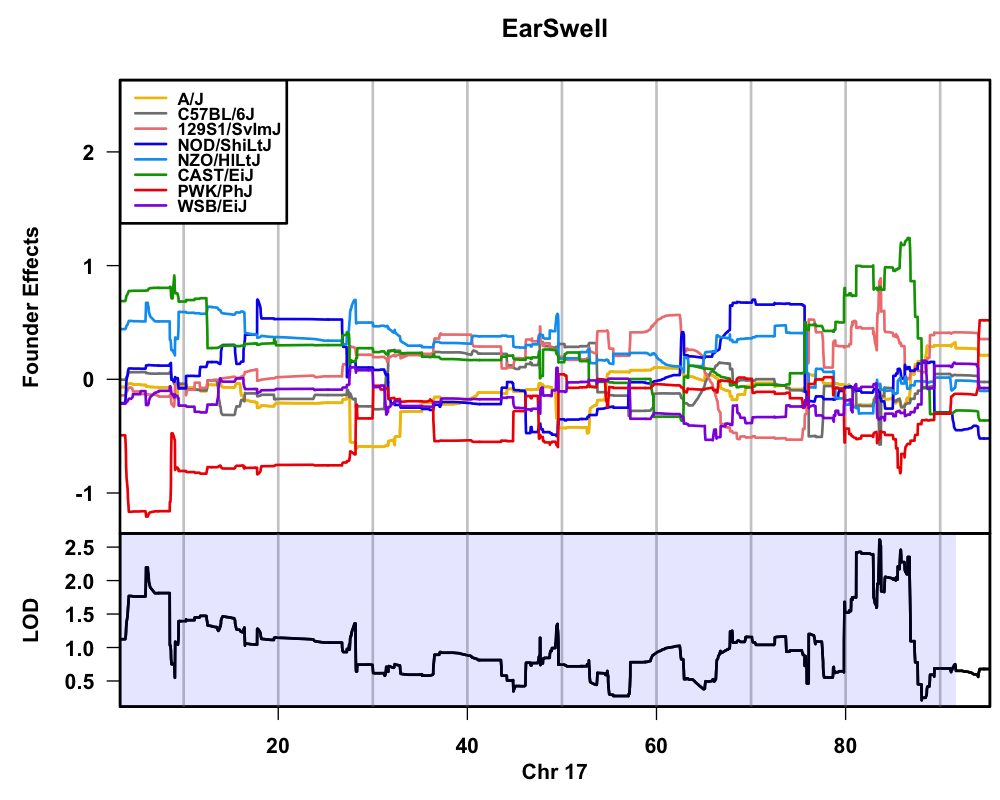 EarSwell
A/J
C57BL/6J
129S1/SvImJ
NOD/ShiLtJ
NZO/HlLtJ
CAST/EiJ
PWK/PhJ
WSB/EiJ
Founder Effects
2
1
0
-1
LOD
2.5
2.0
1.5
1.0
0.5
20
40
60
80
Chr 17